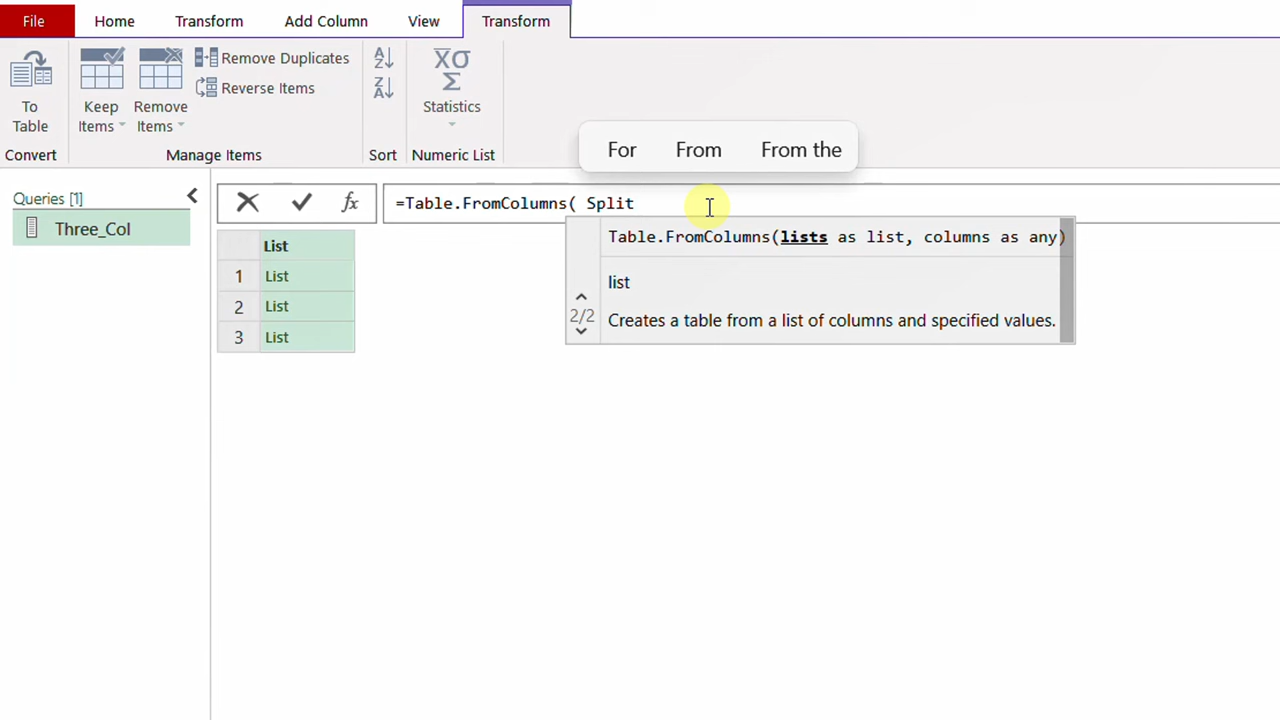 File Home Transform Add Column View Transform
Remove Duplicates
Reverse Items
To Table
Keep Items
Remove Items
Statistics
Convert Manage Items Sort Numeric List
For From From the
Queries [1]
Three_Col
fx =Table.FromColumns( Split
Table.FromColumns(lists as list, columns as any)
list
2/2
Creates a table from a list of columns and specified values.
List
1 List
2 List
3 List